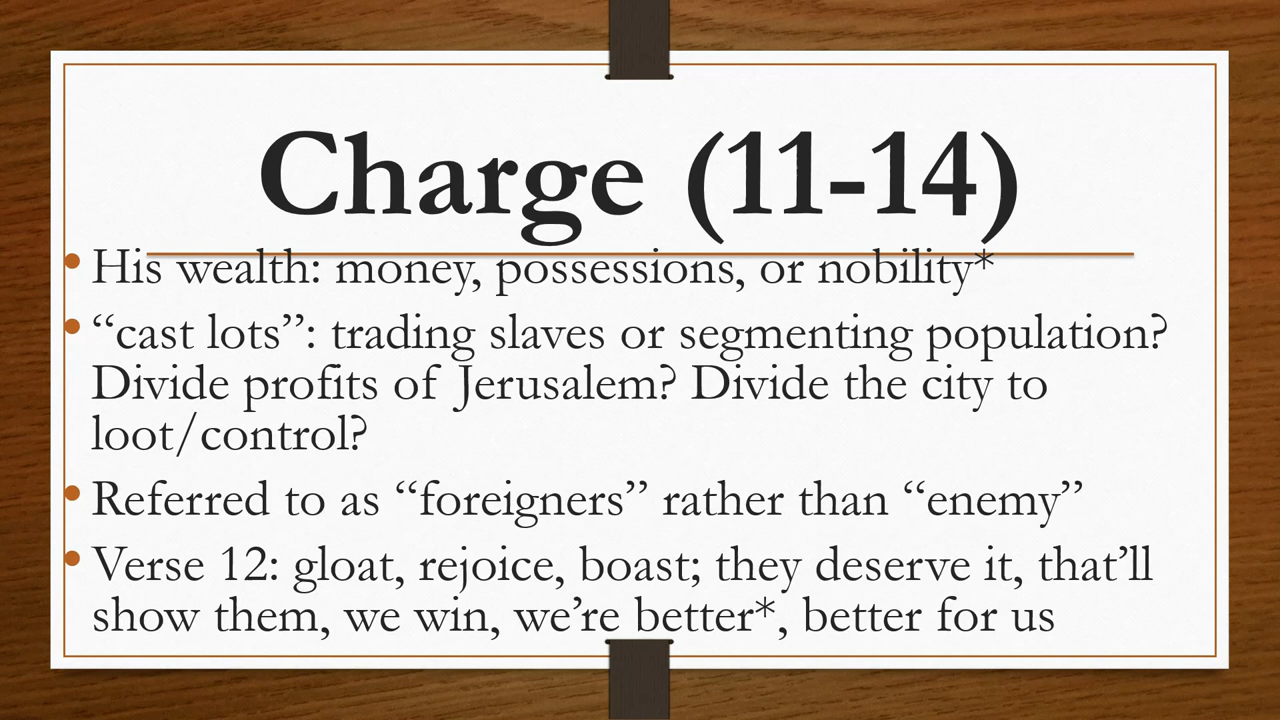 Charge (11-14)
• His wealth: money, possessions, or nobility*
• “cast lots”: trading slaves or segmenting population?
Divide profits of Jerusalem? Divide the city to
loot/control?
• Referred to as “foreigners” rather than “enemy”
• Verse 12: gloat, rejoice, boast; they deserve it, that’ll
show them, we win, we’re better*, better for us